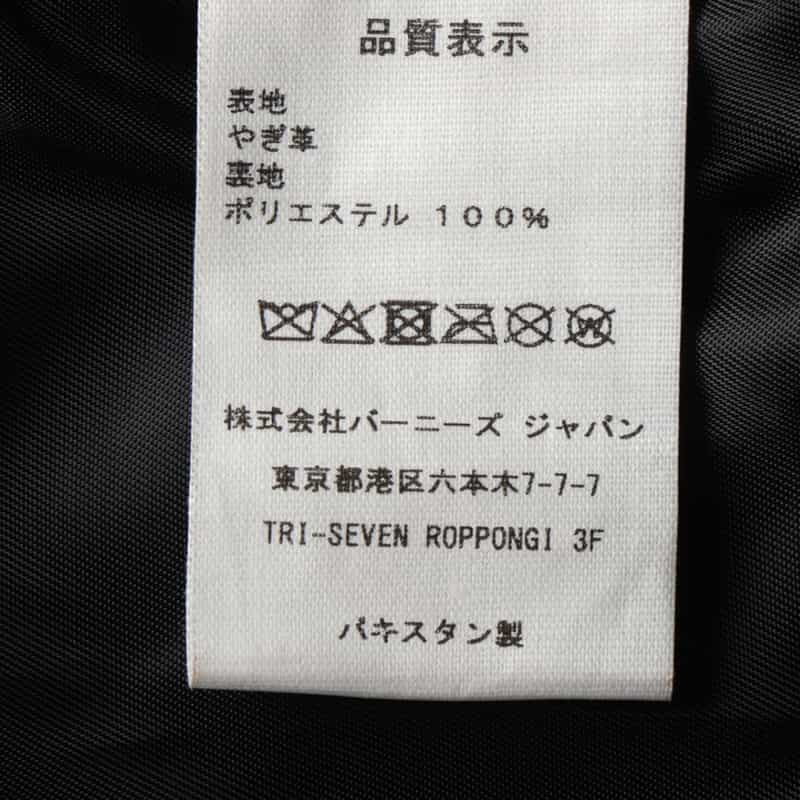 品質表示
表地
やぎ革
裏地
ポリエステル 100%
株式会社バーニーズ ジャパン
東京都港区六本木7-7-7
TRI-SEVEN ROPPONGI 3F
パキスタン製